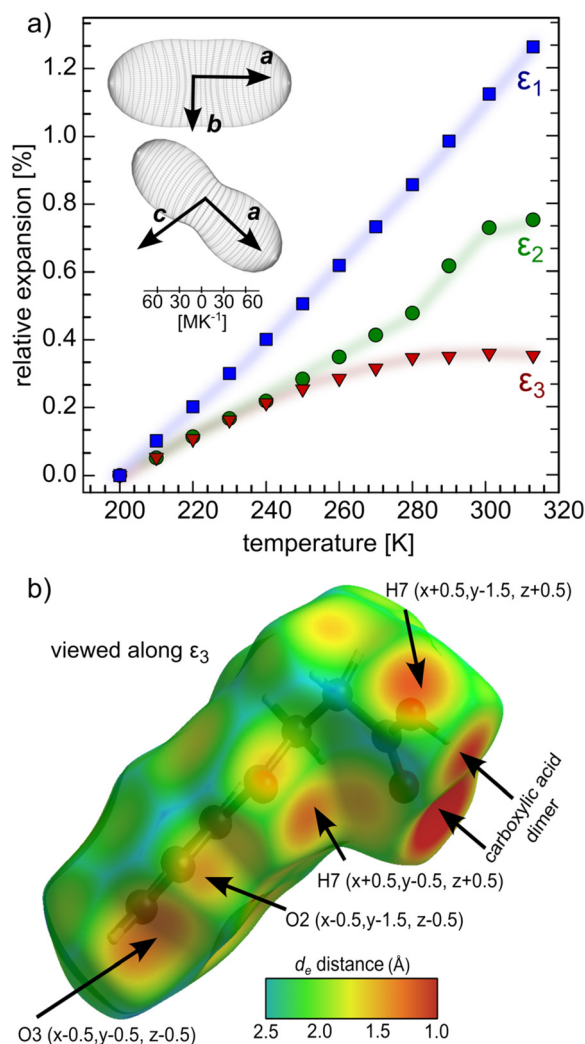 a)
relative expansion [%]
1.2
1.0
0.8
0.6
0.4
0.2
0.0
a
b
c
a
60 30 0 30 60
[MK⁻¹]
ε₁
ε₂
ε₃
200 220 240 260 280 300 320
temperature [K]
b)
H7 (x+0.5,y-1.5, z+0.5)
viewed along ε₃
carboxylic acid
dimer
H7 (x+0.5,y-0.5, z+0.5)
O2 (x-0.5,y-1.5, z-0.5)
dₑ distance (Å)
2.5 2.0 1.5 1.0
O3 (x-0.5,y-0.5, z-0.5)